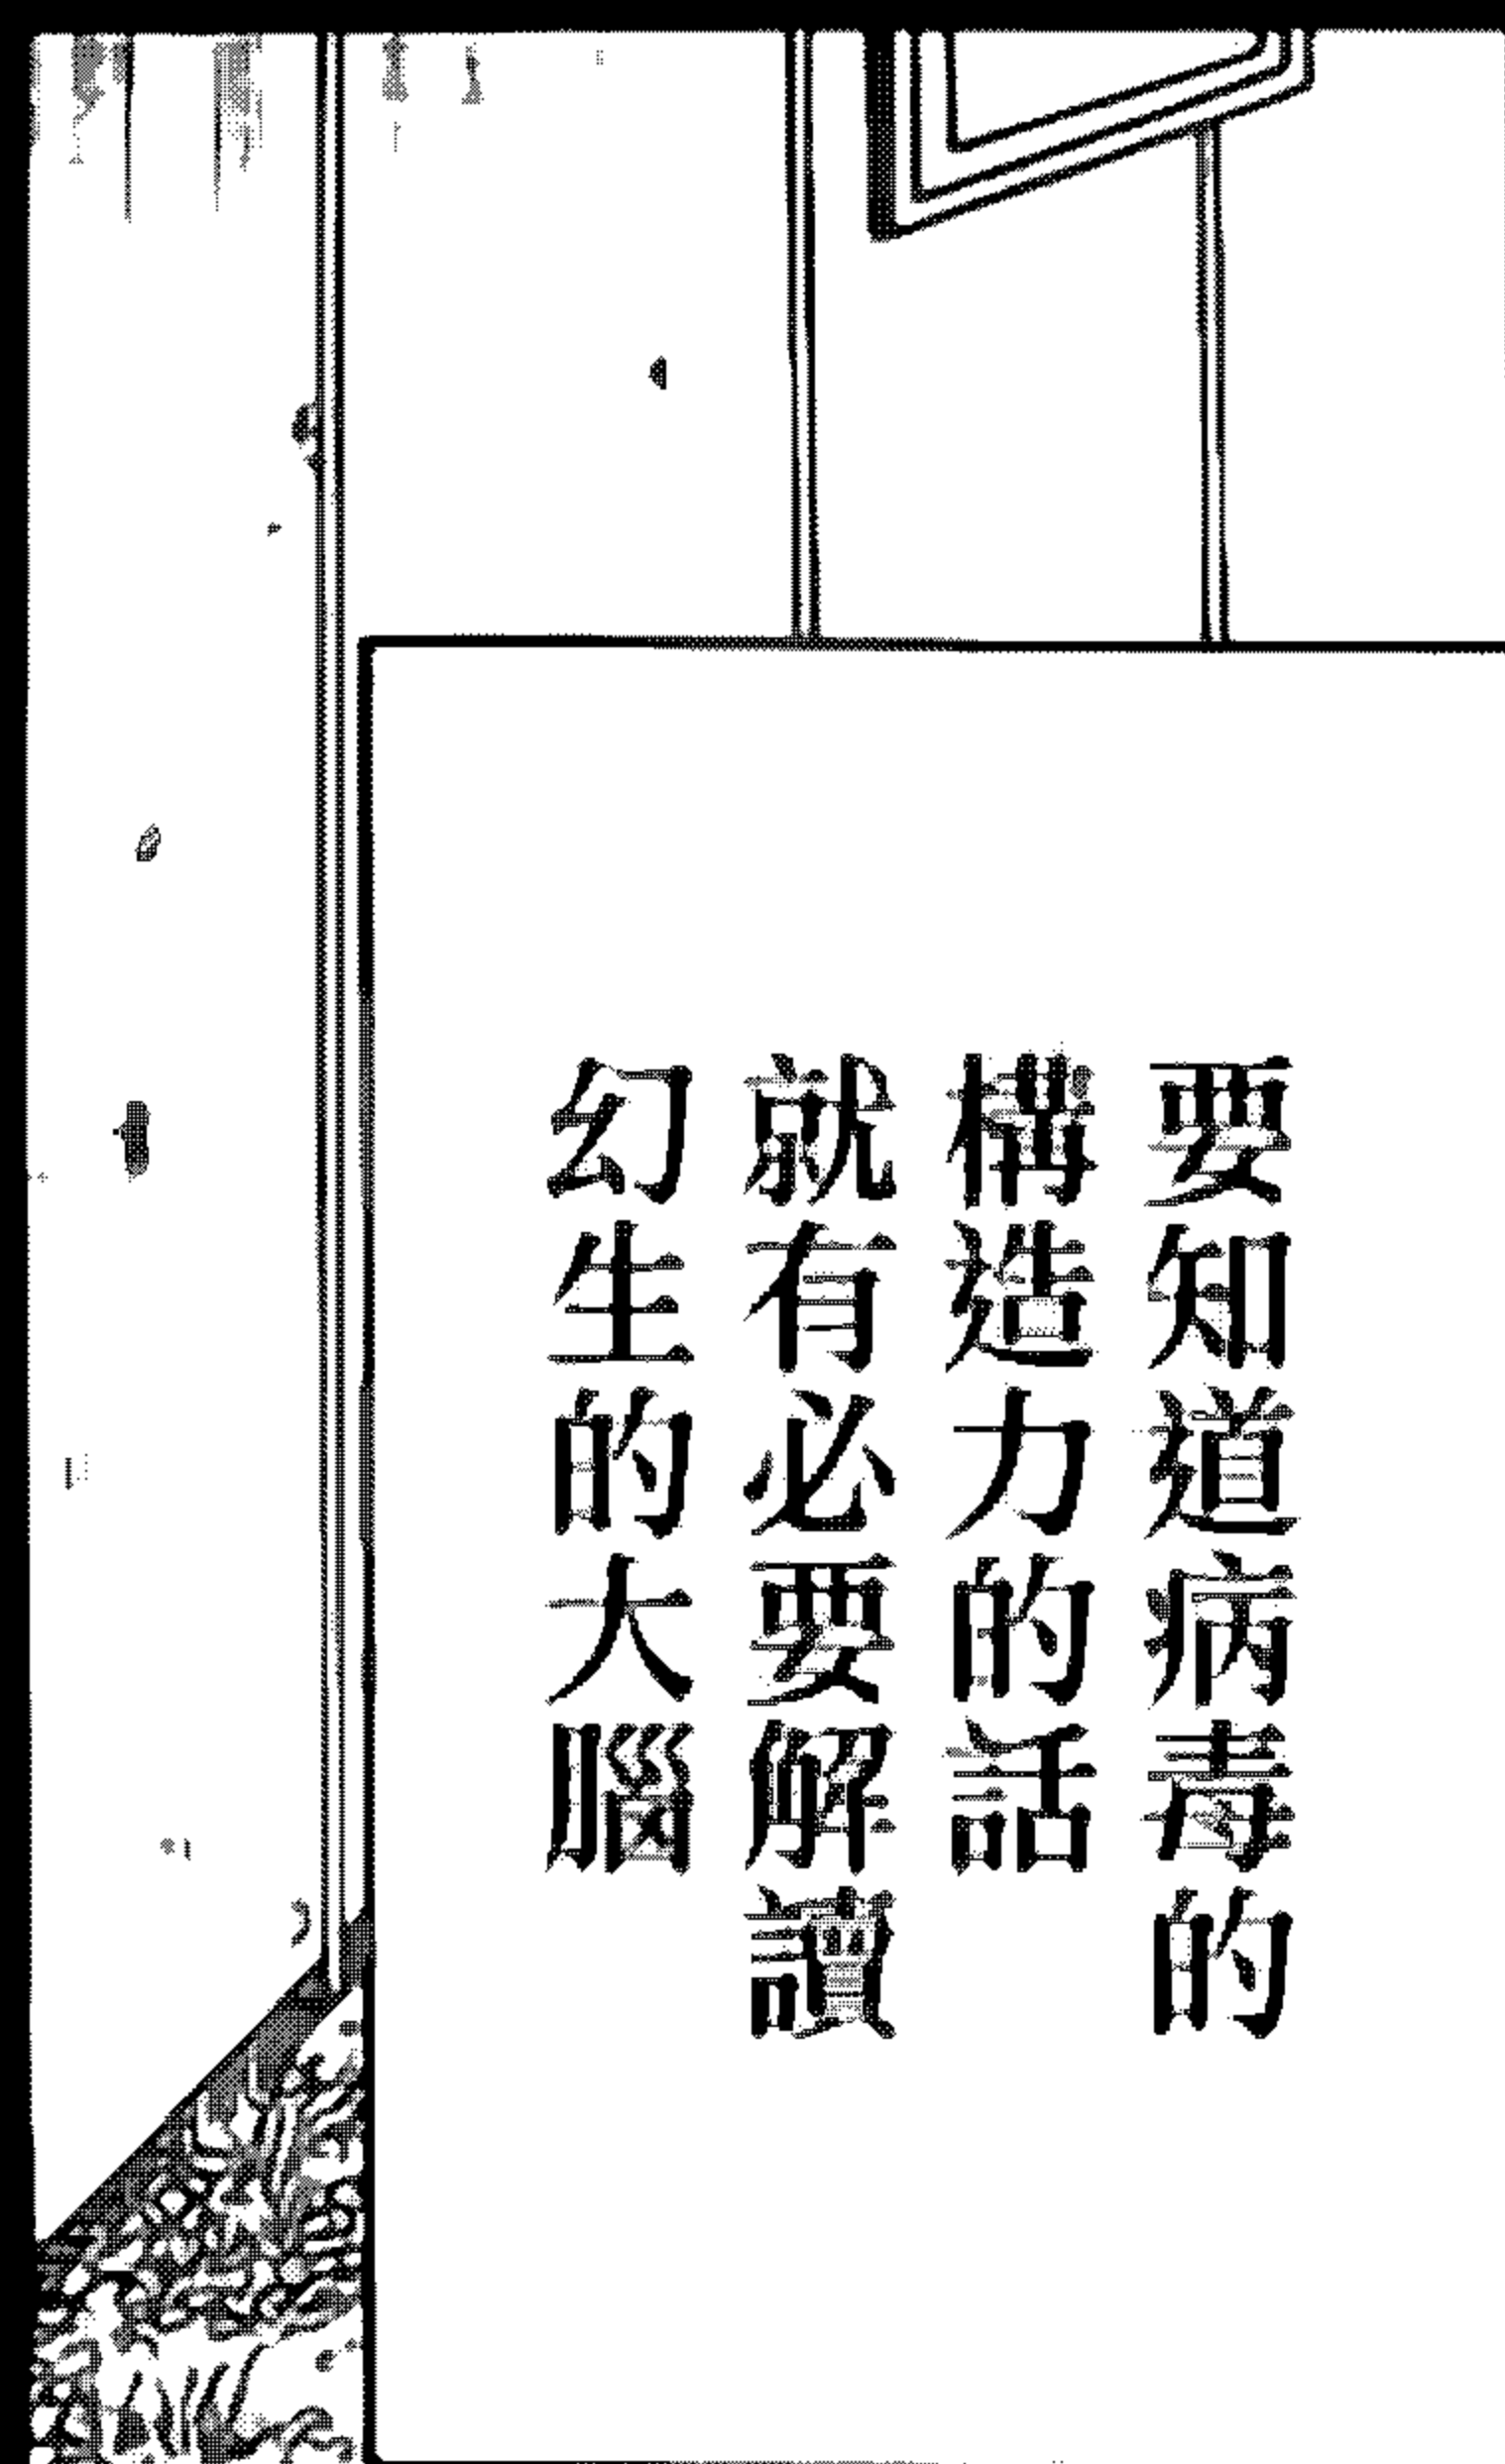 要知道病毒的
構造力的話
就有必要解讀
幻生的大腦